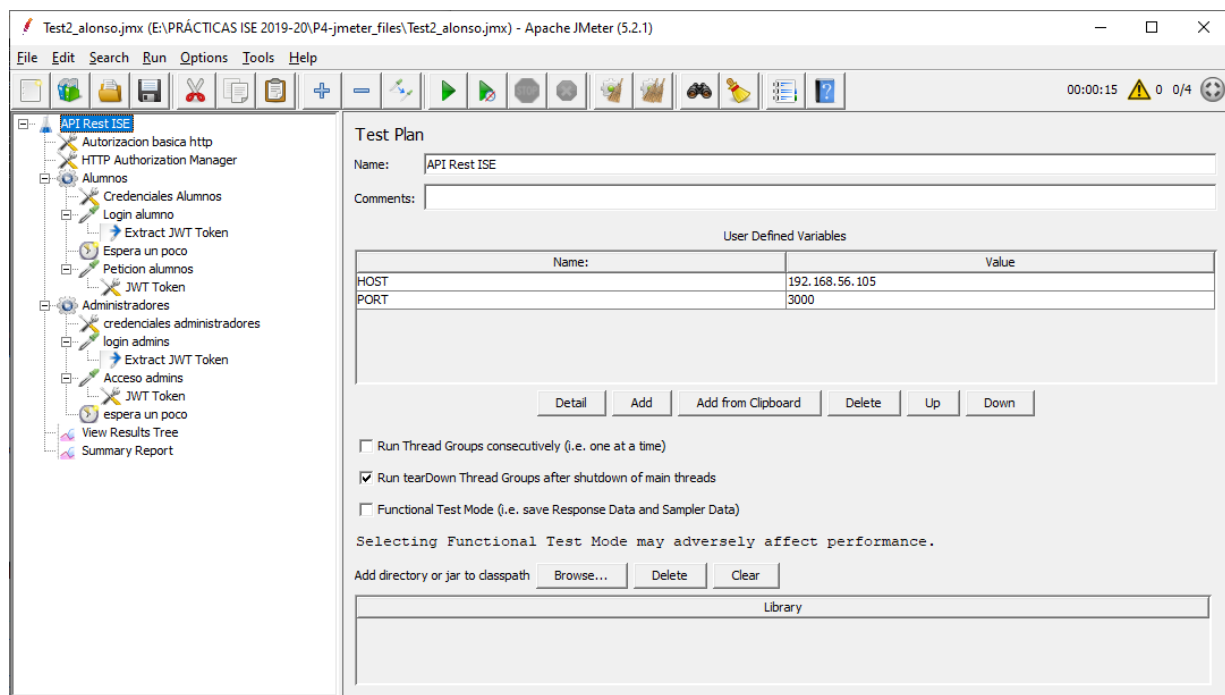 Test2_alonso.jmx (E:\PRÁCTICAS ISE 2019-20\P4-jmeter_files\Test2_alonso.jmx) - Apache JMeter (5.2.1)
File Edit Search Run Options Tools Help
00:00:15 0 0/4
API Rest ISE
Autorizacion basica http
HTTP Authorization Manager
Alumnos
Credenciales Alumnos
Login alumno
Extract JWT Token
Espera un poco
Peticion alumnos
JWT Token
Administradores
credenciales administradores
login admins
Extract JWT Token
Acceso admins
JWT Token
espera un poco
View Results Tree
Summary Report
Test Plan
Name: API Rest ISE
Comments:
User Defined Variables
Name: Value
HOST 192.168.56.105
PORT 3000
Detail Add Add from Clipboard Delete Up Down
Run Thread Groups consecutively (i.e. one at a time)
Run tearDown Thread Groups after shutdown of main threads
Functional Test Mode (i.e. save Response Data and Sampler Data)
Selecting Functional Test Mode may adversely affect performance.
Add directory or jar to classpath Browse... Delete Clear
Library